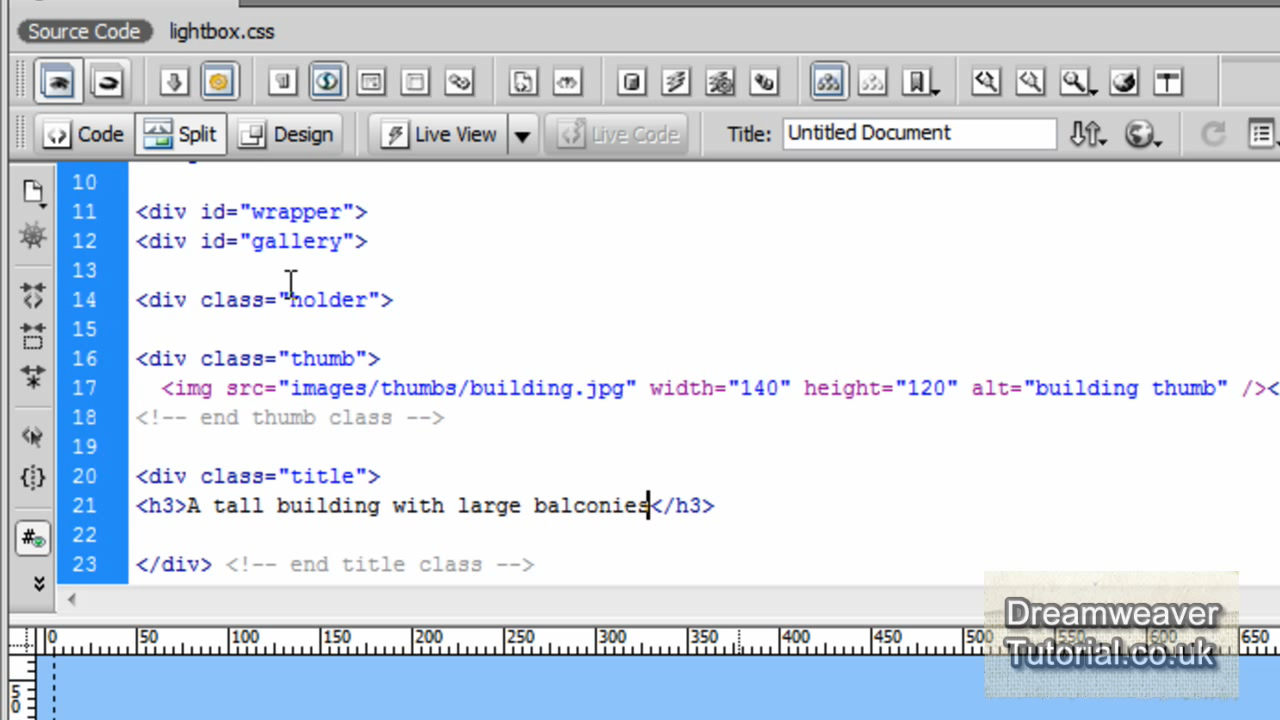 Source Code lightbox.css
Code Split Design Live View Live Code Title: Untitled Document
10
11 <div id="wrapper">
12 <div id="gallery">
13
14 <div class="holder">
15
16 <div class="thumb">
17 <img src="images/thumbs/building.jpg" width="140" height="120" alt="building thumb" /><
18 <!-- end thumb class -->
19
20 <div class="title">
21 <h3>A tall building with large balconies</h3>
22
23 </div> <!-- end title class -->
0 50 100 150 200 250 300 350 400 450 500 550 600 650
50
Dreamweaver
Tutorial.co.uk